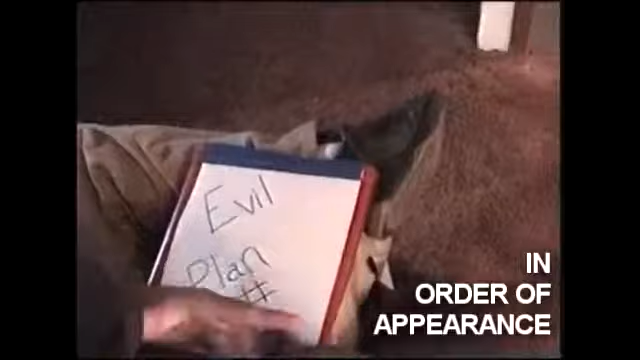 Evil
Plan
#
IN
ORDER OF
APPEARANCE